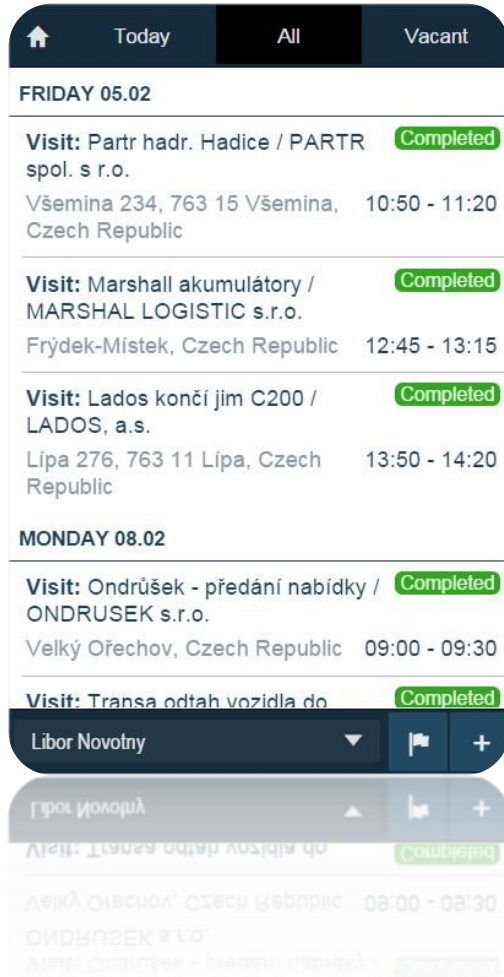 Today All Vacant
FRIDAY 05.02
Visit: Partr hadr. Hadice / PARTR Completed
spol. s r.o.
Všemina 234, 763 15 Všemina, 10:50 - 11:20
Czech Republic
Visit: Marshall akumulátory / Completed
MARSHAL LOGISTIC s.r.o.
Frýdek-Místek, Czech Republic 12:45 - 13:15
Visit: Lados končí jim C200 / Completed
LADOS, a.s.
Lípa 276, 763 11 Lípa, Czech 13:50 - 14:20
Republic
MONDAY 08.02
Visit: Ondrůšek - předání nabídky / Completed
ONDRUSEK s.r.o.
Velký Ořechov, Czech Republic 09:00 - 09:30
Visit: Transa odtah vozidla do Completed
Libor Novotny